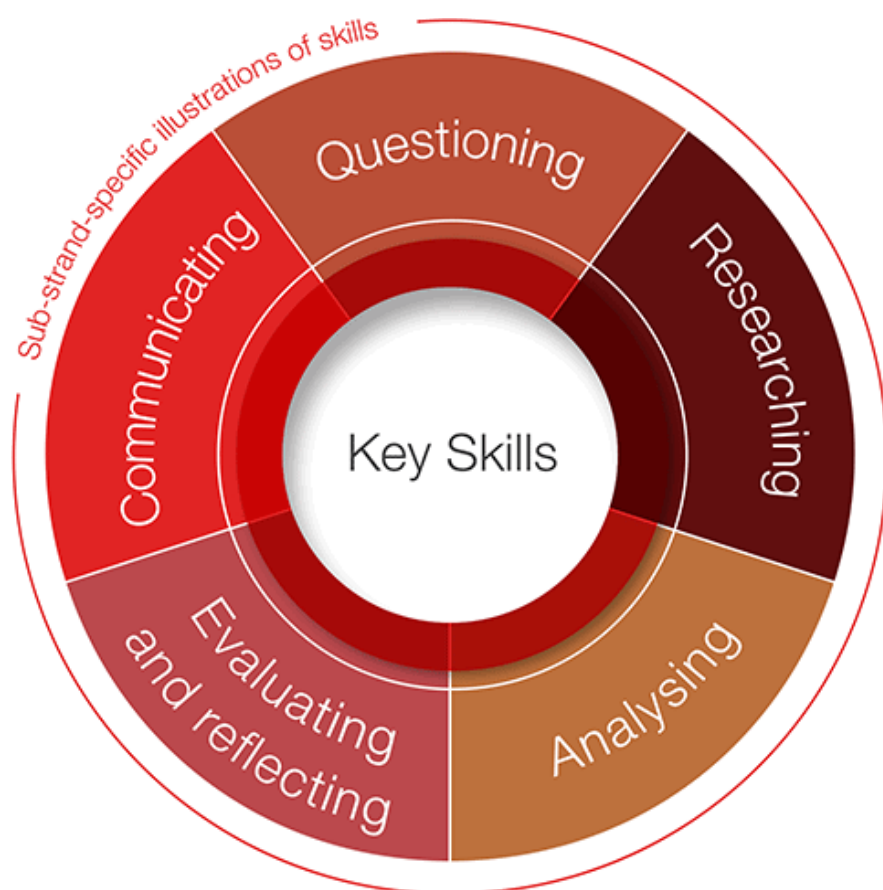 Sub-strand-specific illustrations of skills
Questioning
Researching
Analysing
Evaluating
and reflecting
Communicating
Key Skills